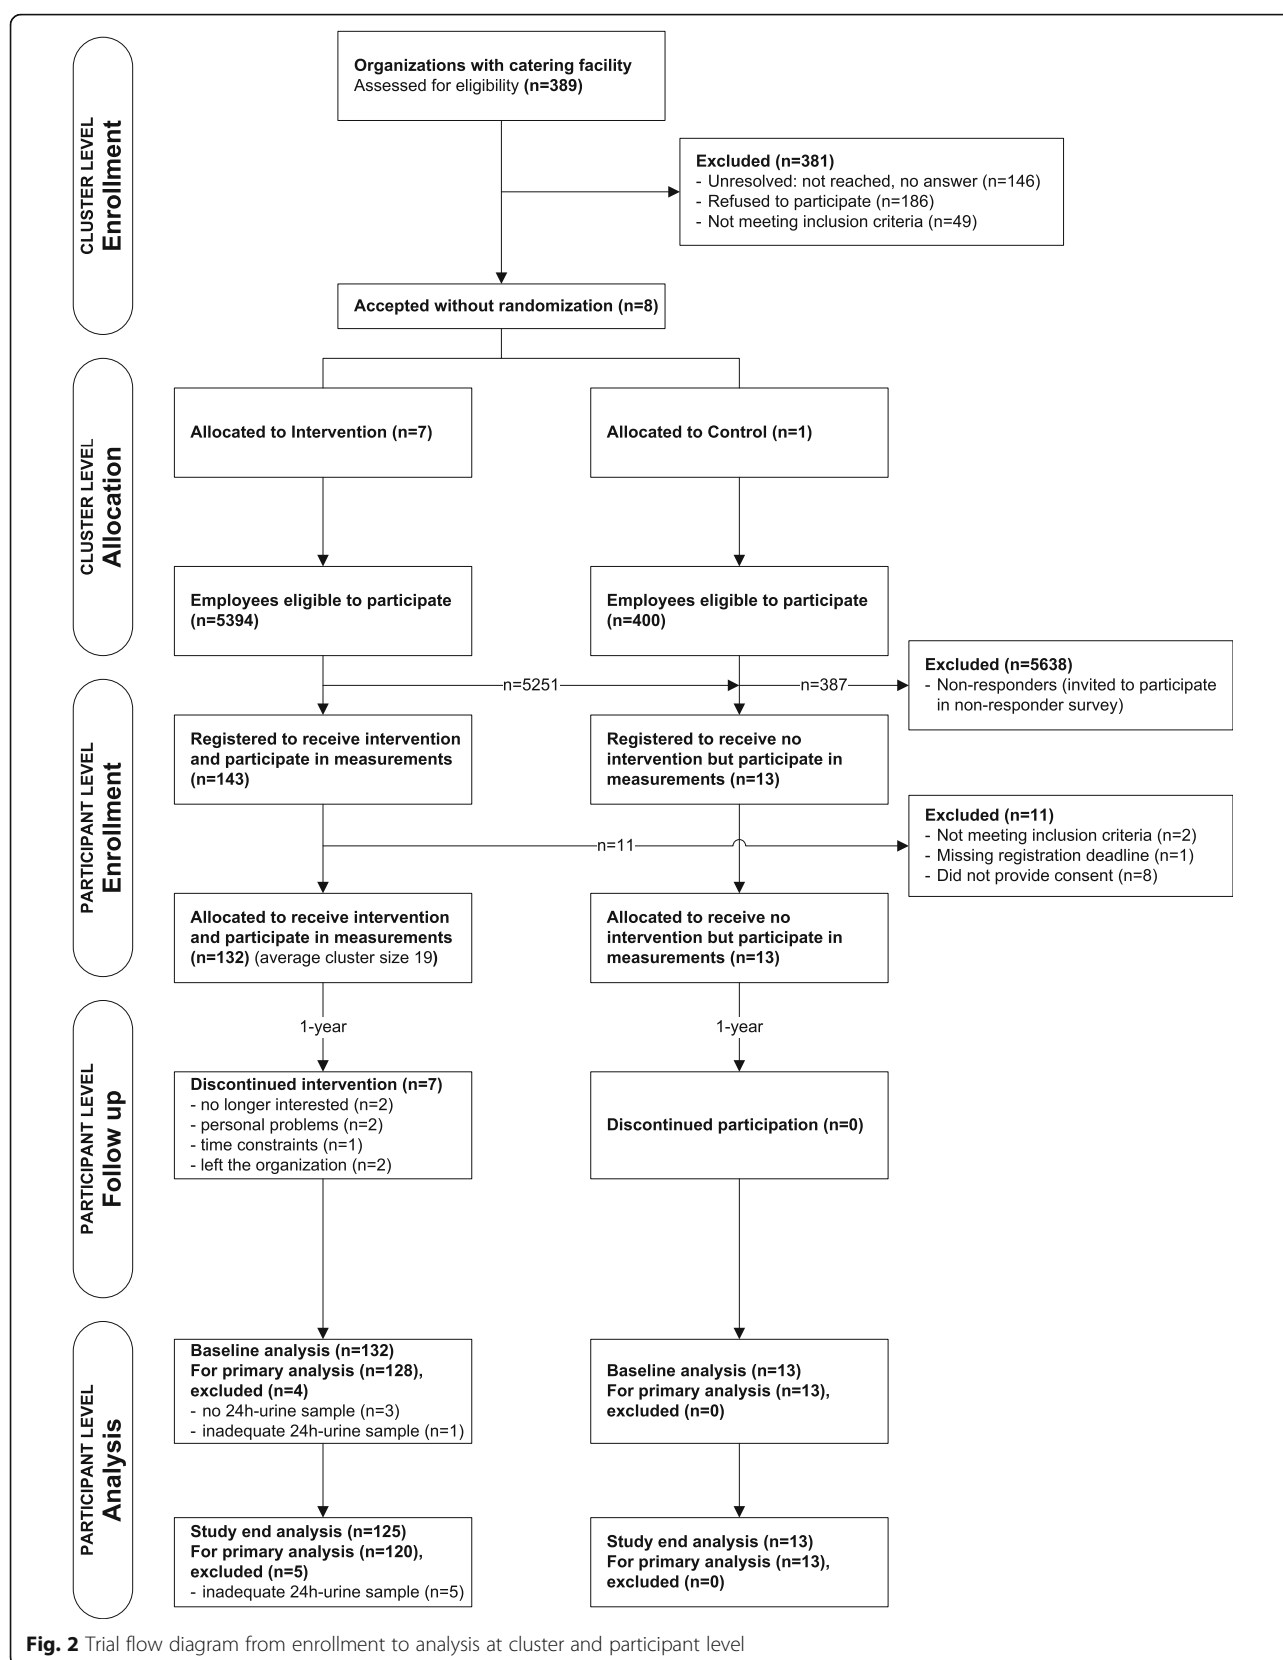 CLUSTER LEVEL
Enrollment
Organizations with catering facility
Assessed for eligibility (n=389)
Excluded (n=381)
- Unresolved: not reached, no answer (n=146)
- Refused to participate (n=186)
- Not meeting inclusion criteria (n=49)
Accepted without randomization (n=8)
CLUSTER LEVEL
Allocation
Allocated to Intervention (n=7)
Allocated to Control (n=1)
Employees eligible to participate
(n=5394)
Employees eligible to participate
(n=400)
PARTICIPANT LEVEL
Enrollment
n=5251
n=387
Excluded (n=5638)
- Non-responders (invited to participate
in non-responder survey)
Registered to receive intervention
and participate in measurements
(n=143)
Registered to receive no
intervention but participate in
measurements (n=13)
n=11
Excluded (n=11)
- Not meeting inclusion criteria (n=2)
- Missing registration deadline (n=1)
- Did not provide consent (n=8)
Allocated to receive intervention
and participate in measurements
(n=132) (average cluster size 19)
Allocated to receive no
intervention but participate in
measurements (n=13)
PARTICIPANT LEVEL
Follow up
1-year
1-year
Discontinued intervention (n=7)
- no longer interested (n=2)
- personal problems (n=2)
- time constraints (n=1)
- left the organization (n=2)
Discontinued participation (n=0)
PARTICIPANT LEVEL
Analysis
Baseline analysis (n=132)
For primary analysis (n=128),
excluded (n=4)
- no 24h-urine sample (n=3)
- inadequate 24h-urine sample (n=1)
Baseline analysis (n=13)
For primary analysis (n=13),
excluded (n=0)
Study end analysis (n=125)
For primary analysis (n=120),
excluded (n=5)
- inadequate 24h-urine sample (n=5)
Study end analysis (n=13)
For primary analysis (n=13),
excluded (n=0)
Fig. 2 Trial flow diagram from enrollment to analysis at cluster and participant level